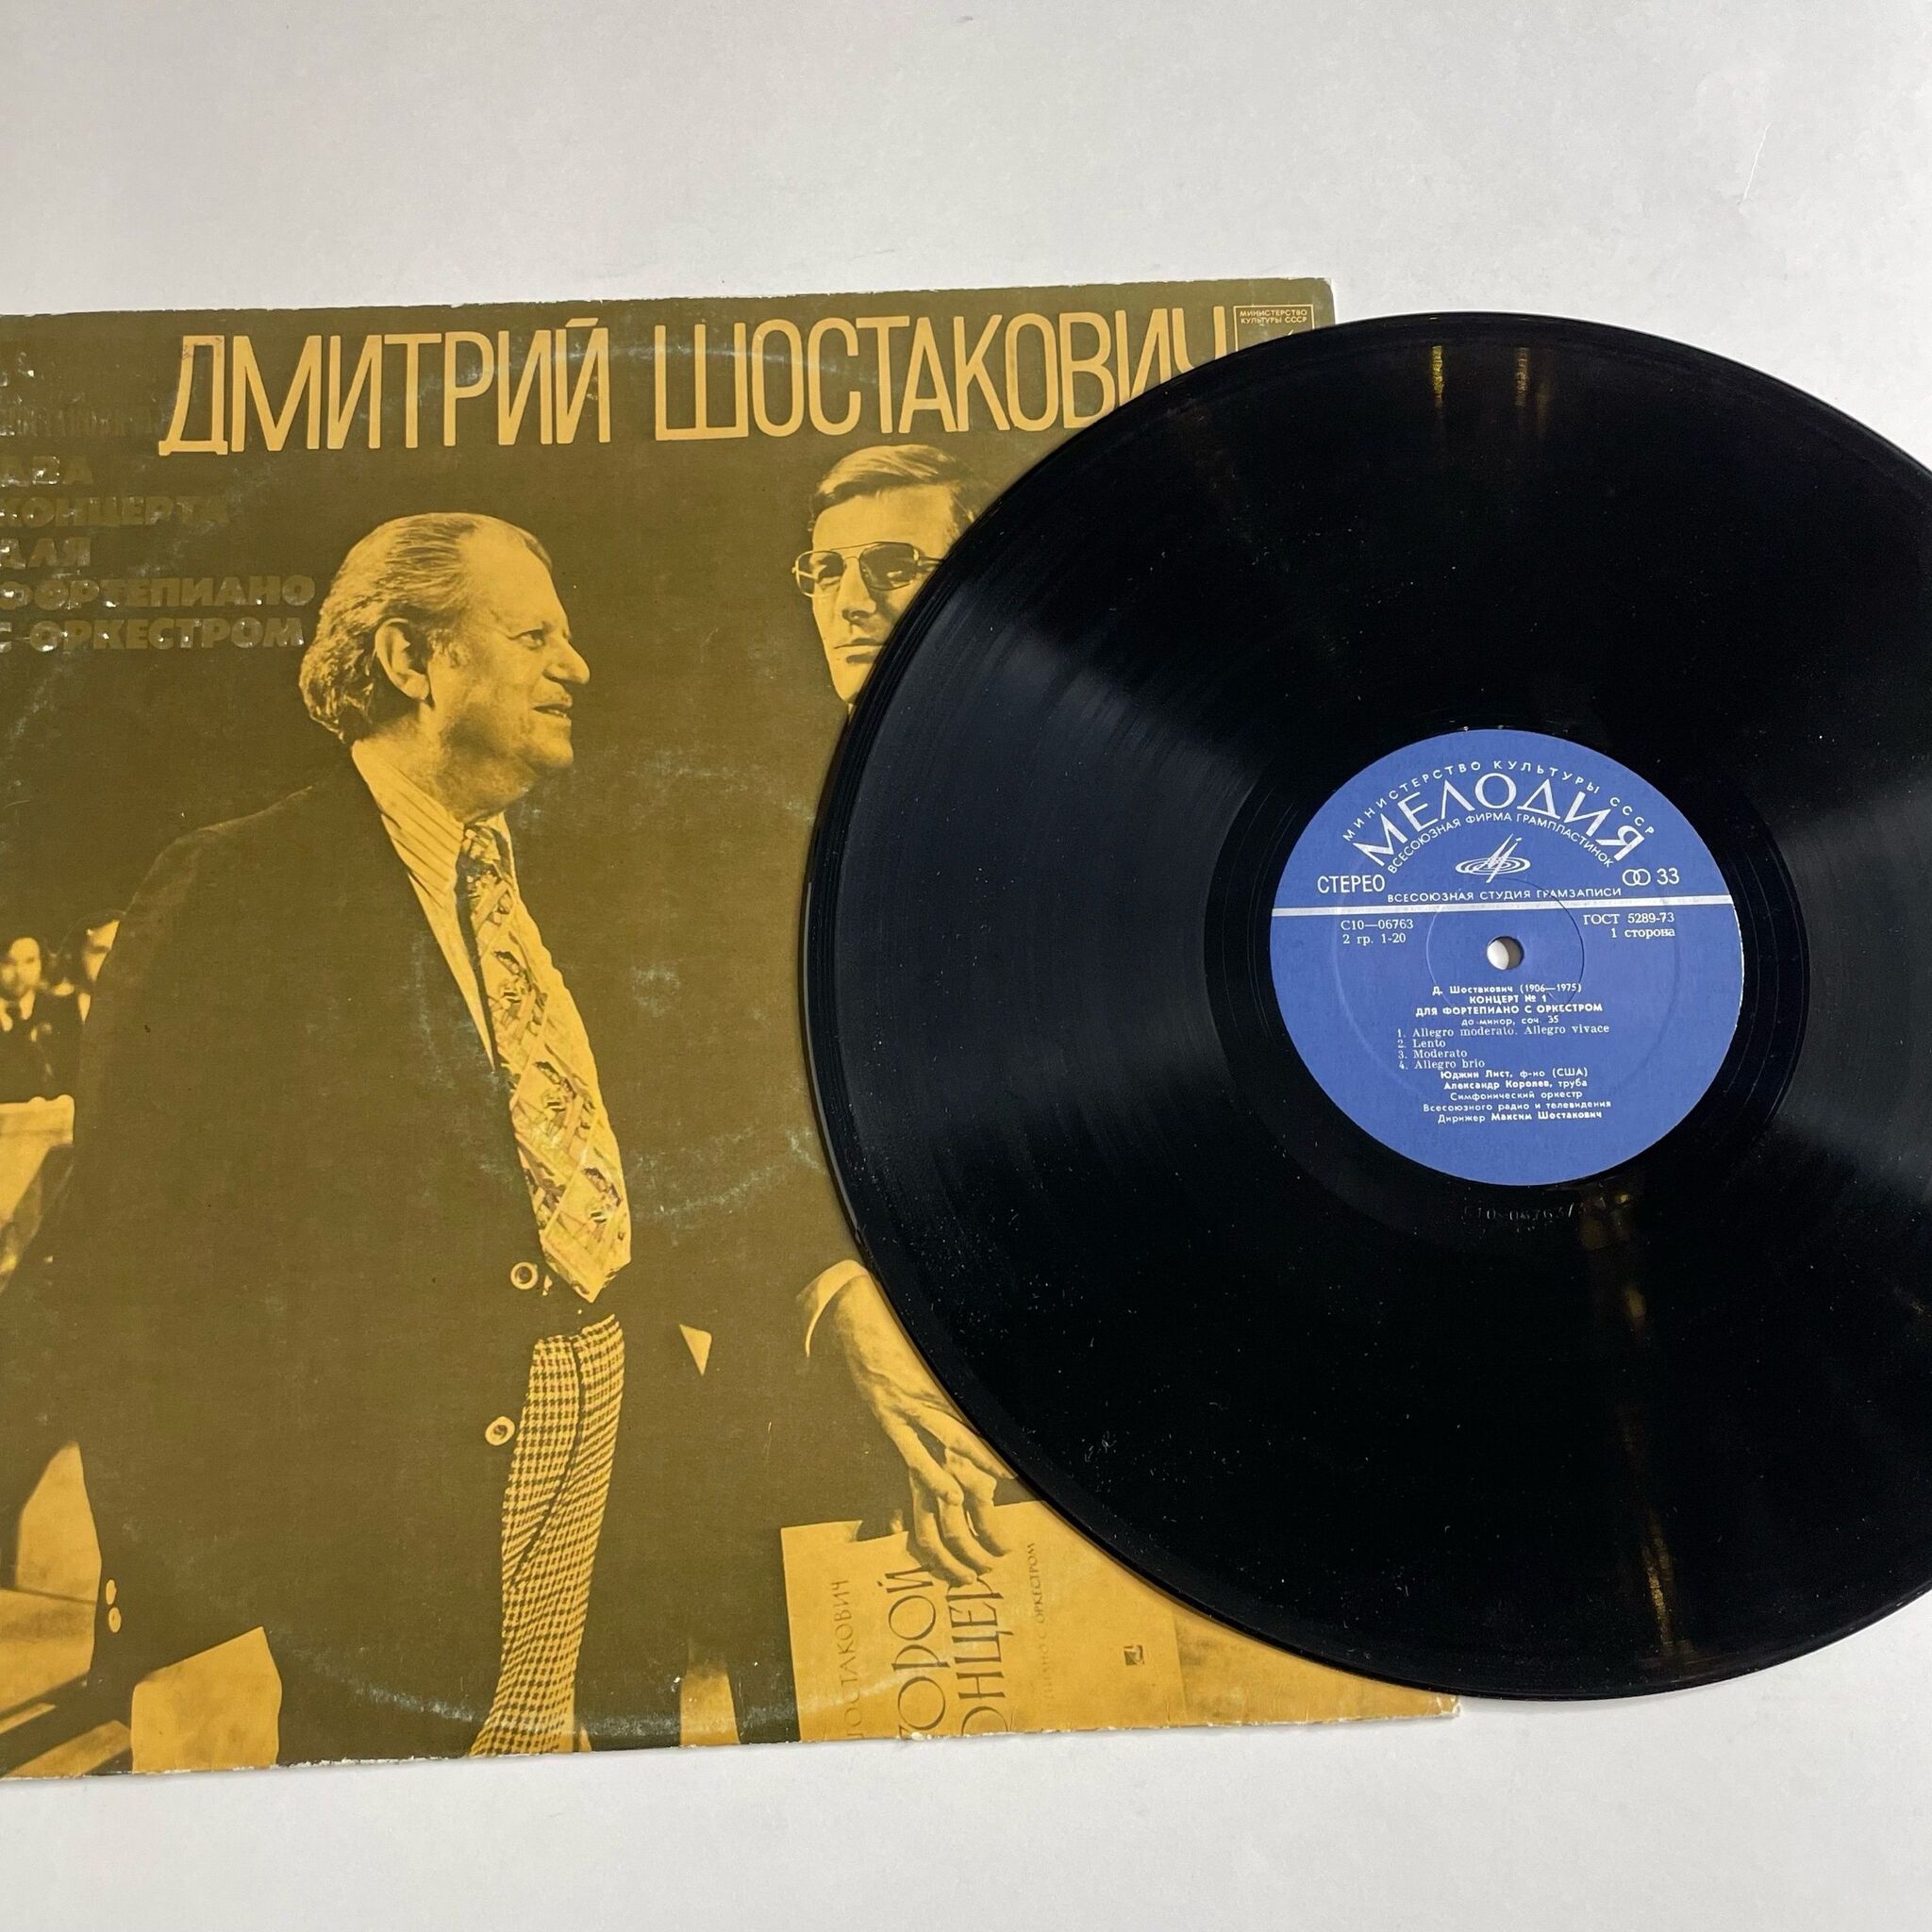 ДМИТРИЙ ШОСТАКОВИЧ
МИНИСТЕРСТВО
КУЛЬТУРЫ СССР
ДВА
КОНЦЕРТА
ДЛЯ
ФОРТЕПИАНО
С ОРКЕСТРОМ
МИНИСТЕРСТВО КУЛЬТУРЫ СССР
МЕЛОДИЯ
ВСЕСОЮЗНАЯ ФИРМА ГРАМПЛАСТИНОК
СТЕРЕО
33
ВСЕСОЮЗНАЯ СТУДИЯ ГРАМЗАПИСИ
С10—06763
2 гр. 1-20
ГОСТ 5289-73
1 сторона
Д. Шостакович (1906—1975)
КОНЦЕРТ № 1
ДЛЯ ФОРТЕПИАНО С ОРКЕСТРОМ
до минор, соч. 35
1. Allegro moderato. Allegro vivace
2. Lento
3. Moderato
4. Allegro brio
Юджин Лист, ф-но (США)
Александр Королев, труба
Симфонический оркестр
Всесоюзного радио и телевидения
Дирижер Максим Шостакович
ОСТАКОВИЧ
ТОРОЙ
ОНЦЕР
С ОРКЕСТРОМ